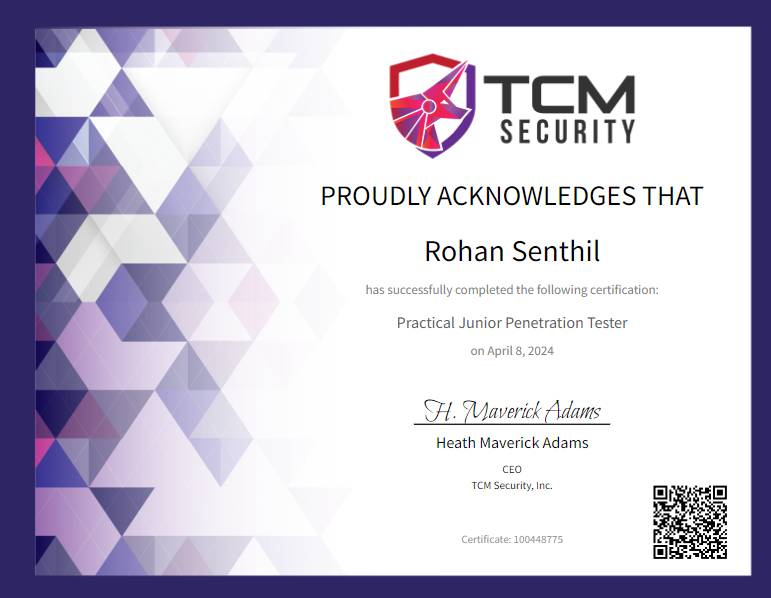 TCM
SECURITY
PROUDLY ACKNOWLEDGES THAT
Rohan Senthil
has successfully completed the following certification:
Practical Junior Penetration Tester
on April 8, 2024
H. Maverick Adams
Heath Maverick Adams
CEO
TCM Security, Inc.
Certificate: 100448775